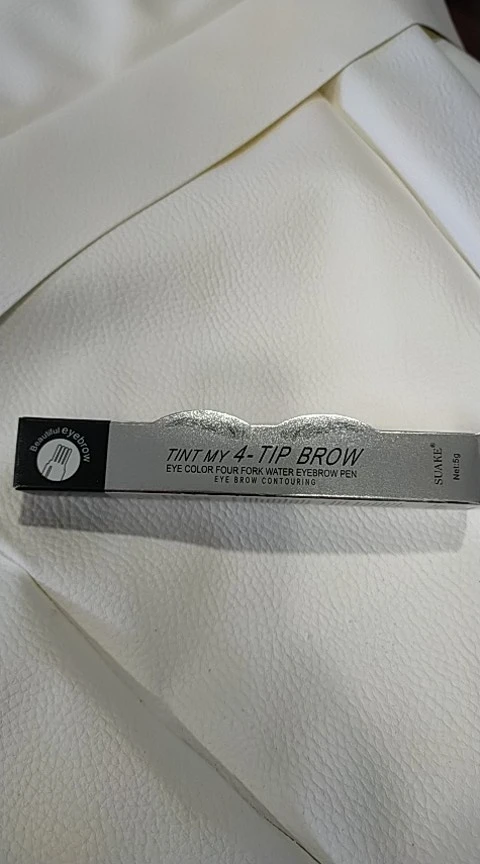 Beautiful eyebrow
TINT MY 4-TIP BROW
EYE COLOR FOUR FORK WATER EYEBROW PEN
EYE BROW CONTOURING
SUAKE®
Net:5g